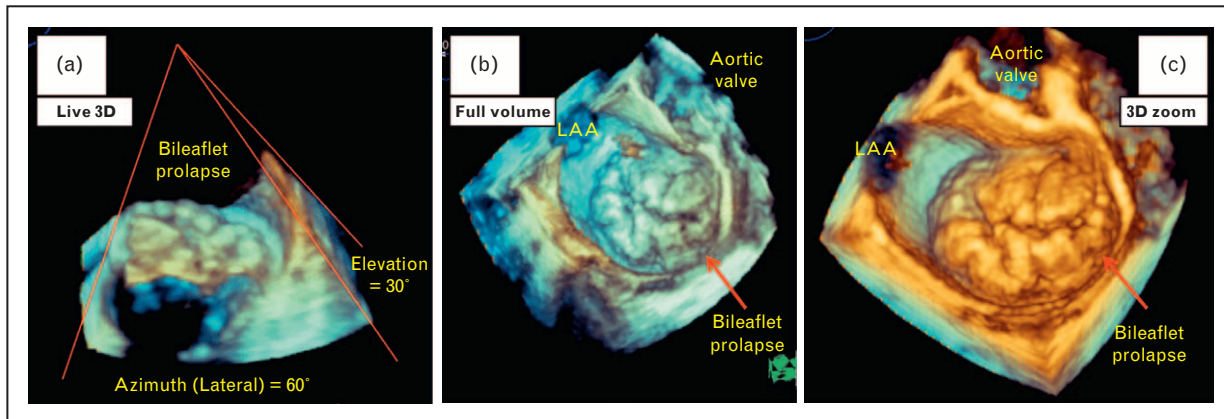 (a)
Live 3D
Bileaflet
prolapse
Elevation
= 30°
Azimuth (Lateral) = 60°
(b)
Full volume
Aortic
valve
LAA
Bileaflet
prolapse
(c)
3D zoom
Aortic
valve
LAA
Bileaflet
prolapse